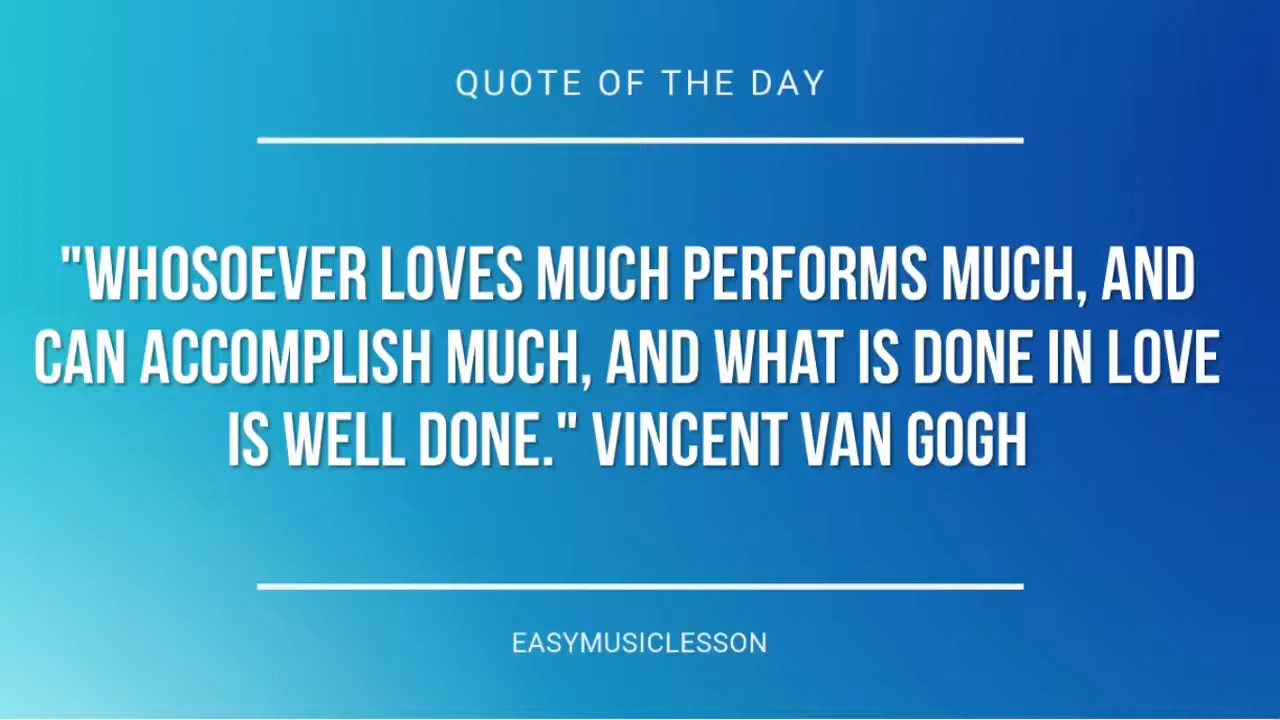 QUOTE OF THE DAY
"WHOSOEVER LOVES MUCH PERFORMS MUCH, AND
CAN ACCOMPLISH MUCH, AND WHAT IS DONE IN LOVE
IS WELL DONE." VINCENT VAN GOGH
EASYMUSICLESSON